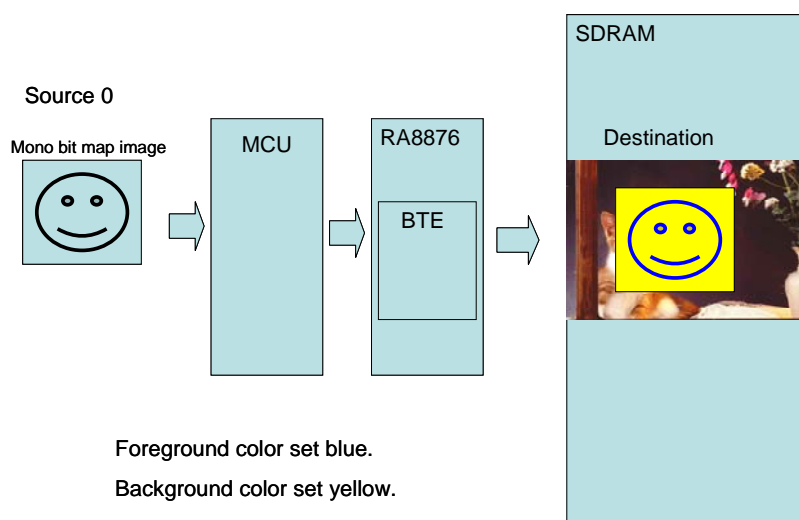 SDRAM
Source 0
Mono bit map image
MCU
RA8876
BTE
Destination
Foreground color set blue.
Background color set yellow.